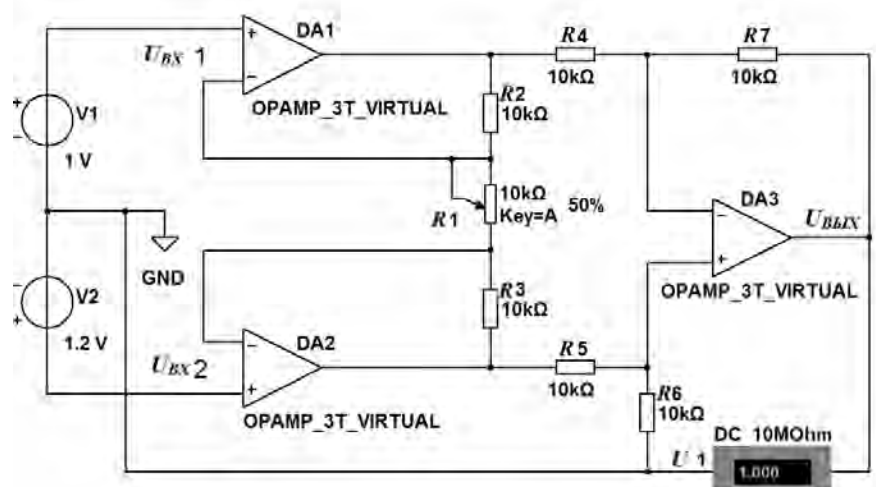 DA1
R4
R7
U_BX 1
10kΩ
10kΩ
R2
10kΩ
OPAMP_3T_VIRTUAL
V1
1 V
10kΩ
Key=A
50%
R1
DA3
U_ВЫХ
GND
V2
R3
10kΩ
OPAMP_3T_VIRTUAL
1.2 V
DA2
U_BX 2
R5
10kΩ
R6
10kΩ
OPAMP_3T_VIRTUAL
DC 10MOhm
U 1
1.000